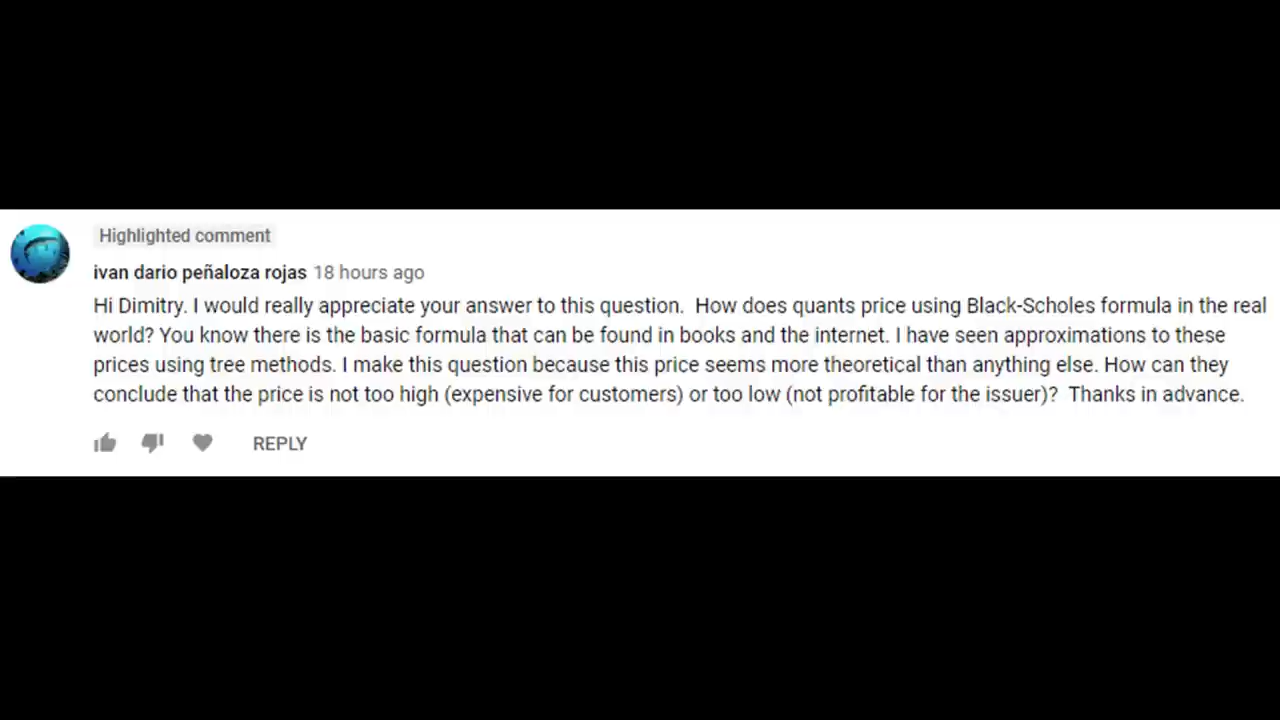 Highlighted comment
ivan dario peñaloza rojas 18 hours ago
Hi Dimitry. I would really appreciate your answer to this question.  How does quants price using Black-Scholes formula in the real
world? You know there is the basic formula that can be found in books and the internet. I have seen approximations to these
prices using tree methods. I make this question because this price seems more theoretical than anything else. How can they
conclude that the price is not too high (expensive for customers) or too low (not profitable for the issuer)?  Thanks in advance.
REPLY